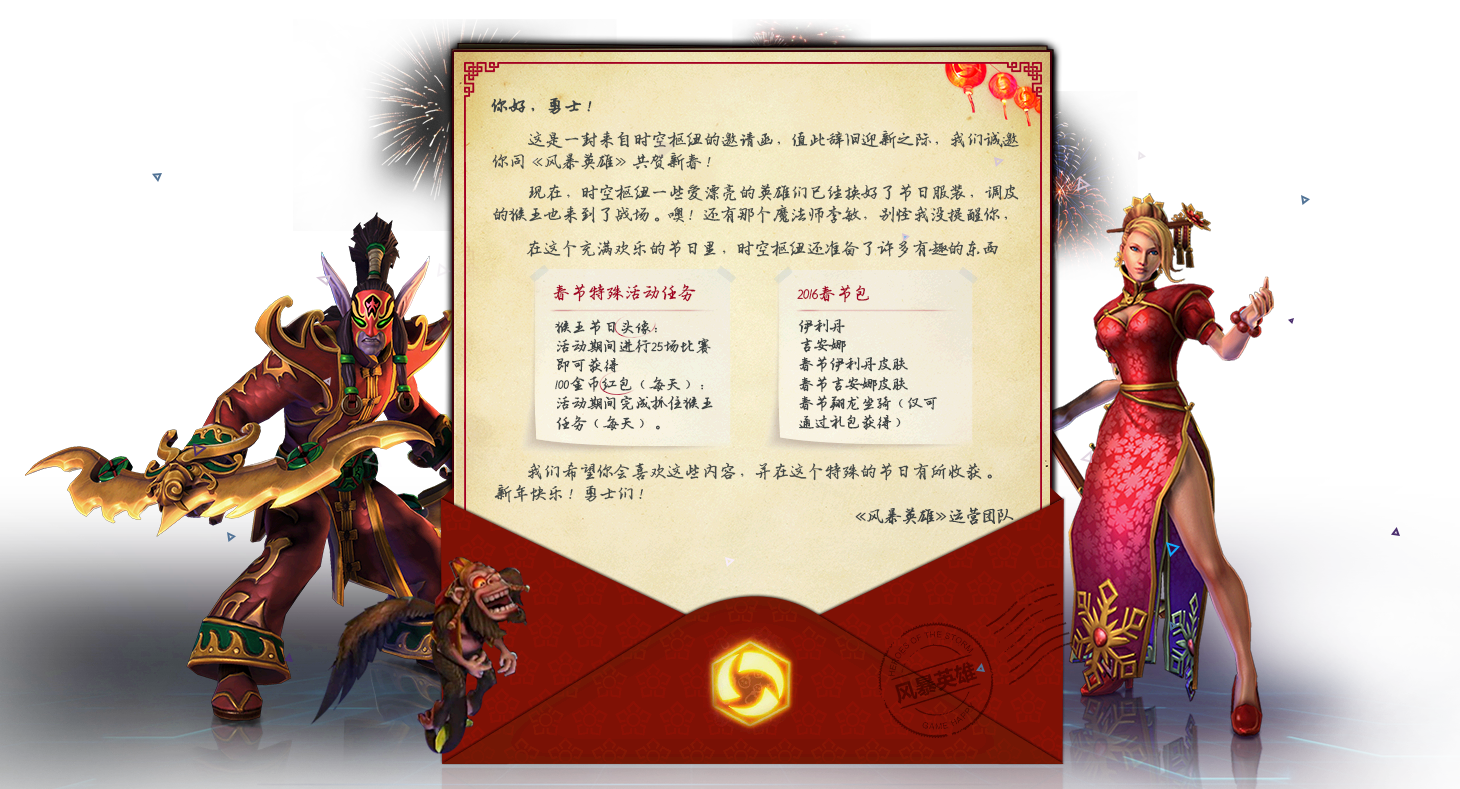 你好，勇士！
这是一封来自时空枢纽的邀请函，值此辞旧迎新之际，我们诚邀
你同《风暴英雄》共贺新春！
现在，时空枢纽一些爱漂亮的英雄们已经换好了节日服装，调皮
的猴王也来到了战场。噢！还有那个魔法师李敏，别怪我没提醒你，
在这个充满欢乐的节日里，时空枢纽还准备了许多有趣的东西
春节特殊活动任务
猴王节日头像：
活动期间进行25场比赛
即可获得
100金币红包（每天）：
活动期间完成抓住猴王
任务（每天）。
2016春节包
伊利丹
吉安娜
春节伊利丹皮肤
春节吉安娜皮肤
春节翔龙坐骑（仅可
通过礼包获得）
我们希望你会喜欢这些内容，并在这个特殊的节日有所收获。
新年快乐！勇士们！
《风暴英雄》运营团队
HEROES OF THE STORM
风暴英雄
GAME HAPPY